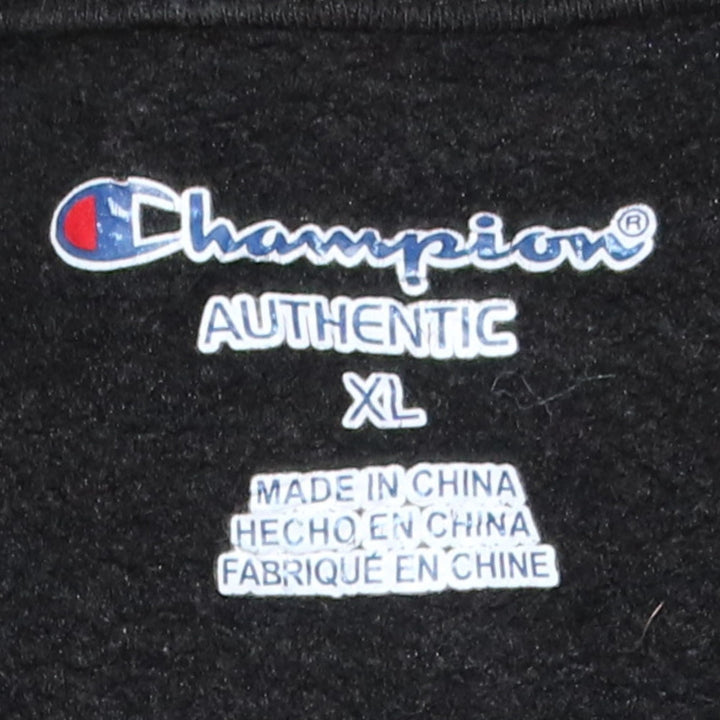 Champion®
AUTHENTIC
XL
MADE IN CHINA
HECHO EN CHINA
FABRIQUÉ EN CHINE